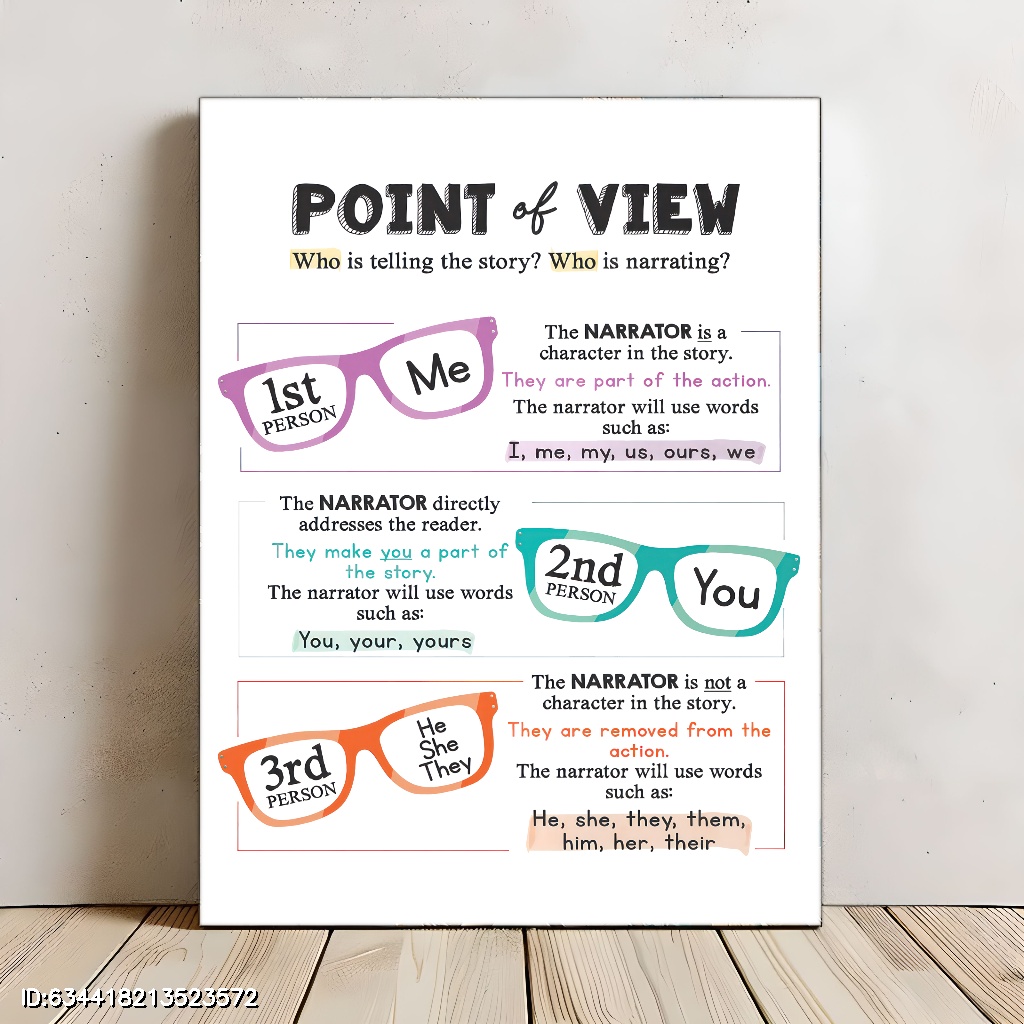 POINT of VIEW
Who is telling the story? Who is narrating?
1st
PERSON
Me
The NARRATOR is a
character in the story.
They are part of the action.
The narrator will use words
such as:
I, me, my, us, ours, we
The NARRATOR directly
addresses the reader.
They make you a part of
the story.
The narrator will use words
such as:
You, your, yours
2nd
PERSON
You
3rd
PERSON
He
She
They
The NARRATOR is not a
character in the story.
They are removed from the
action.
The narrator will use words
such as:
He, she, they, them,
him, her, their
ID:634418213523572